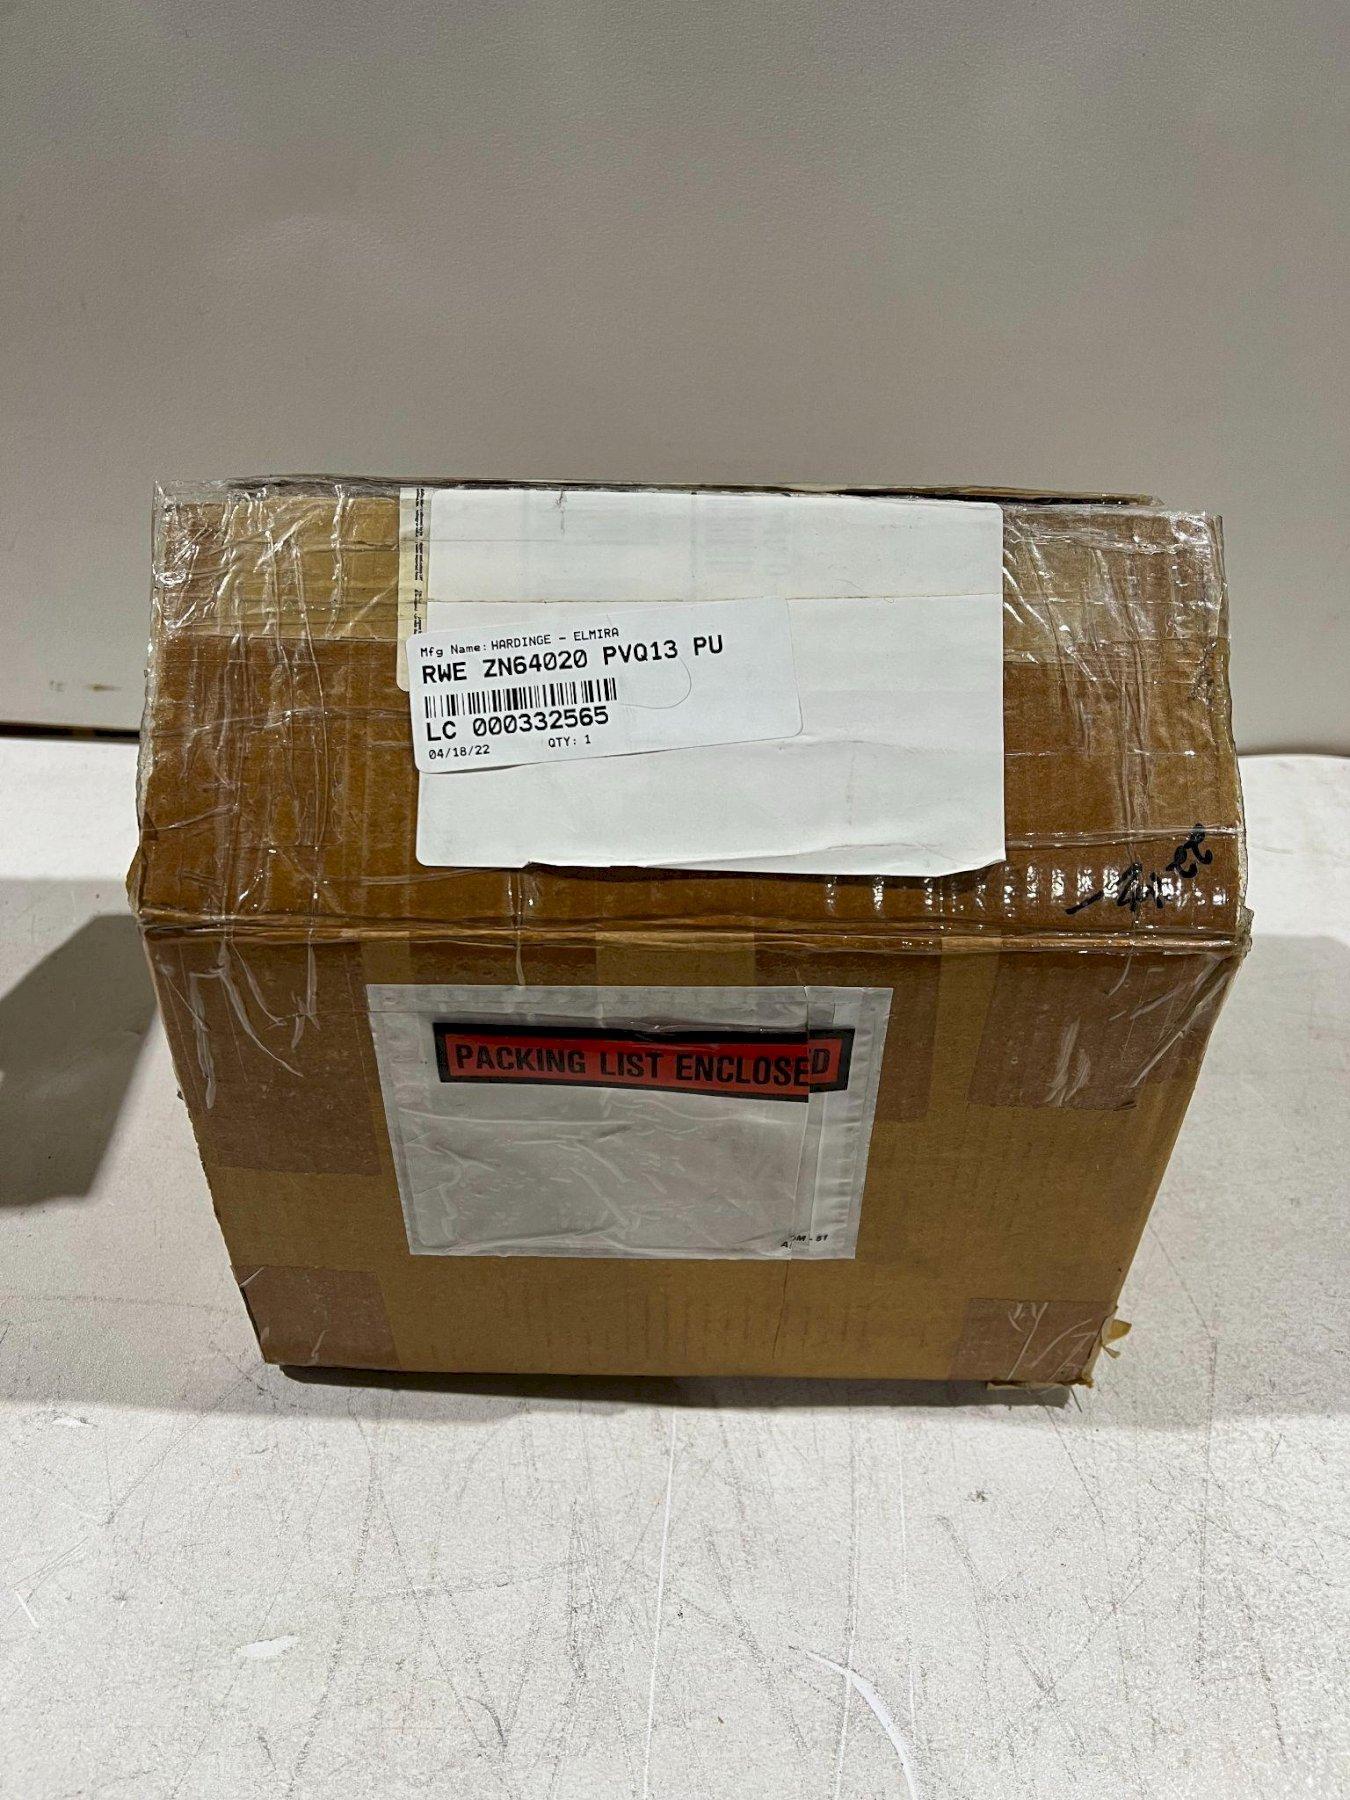 Mfg Name: HARDINGE - ELMIRA
RWE ZN64020 PVQ13 PU
LC 000332565
04/18/22 QTY: 1
PACKING LIST ENCLOSED